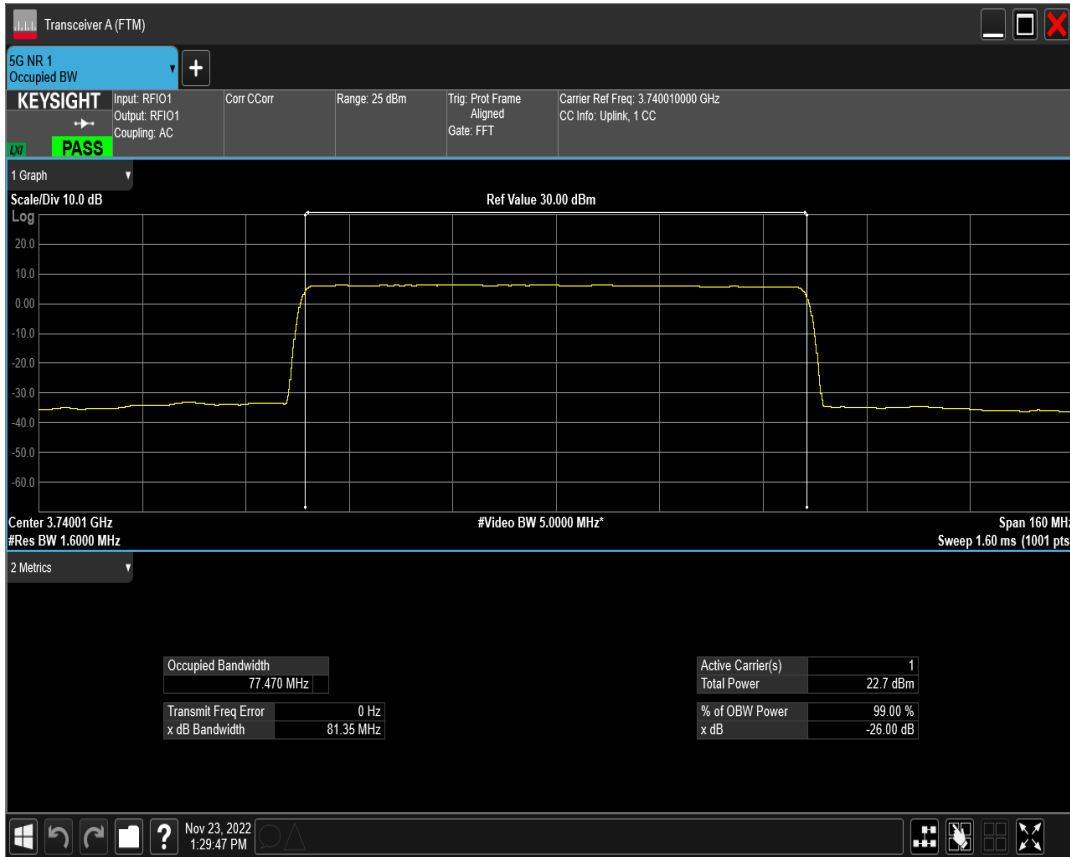 Transceiver A (FTM)
5G NR 1
Occupied BW
+
KEYSIGHT
LXI
PASS
Input: RFIO1
Output: RFIO1
Coupling: AC
Corr CCorr
Range: 25 dBm
Trig: Prot Frame
Aligned
Gate: FFT
Carrier Ref Freq: 3.740010000 GHz
CC Info: Uplink, 1 CC
1 Graph
Scale/Div 10.0 dB
Ref Value 30.00 dBm
Log
20.0
10.0
0.00
-10.0
-20.0
-30.0
-40.0
-50.0
-60.0
Center 3.74001 GHz
#Video BW 5.0000 MHz*
Span 160 MHz
#Res BW 1.6000 MHz
Sweep 1.60 ms (1001 pts
2 Metrics
Occupied Bandwidth
77.470 MHz
Transmit Freq Error 0 Hz
x dB Bandwidth 81.35 MHz
Active Carrier(s) 1
Total Power 22.7 dBm
% of OBW Power 99.00 %
x dB -26.00 dB
?
Nov 23, 2022
1:29:47 PM